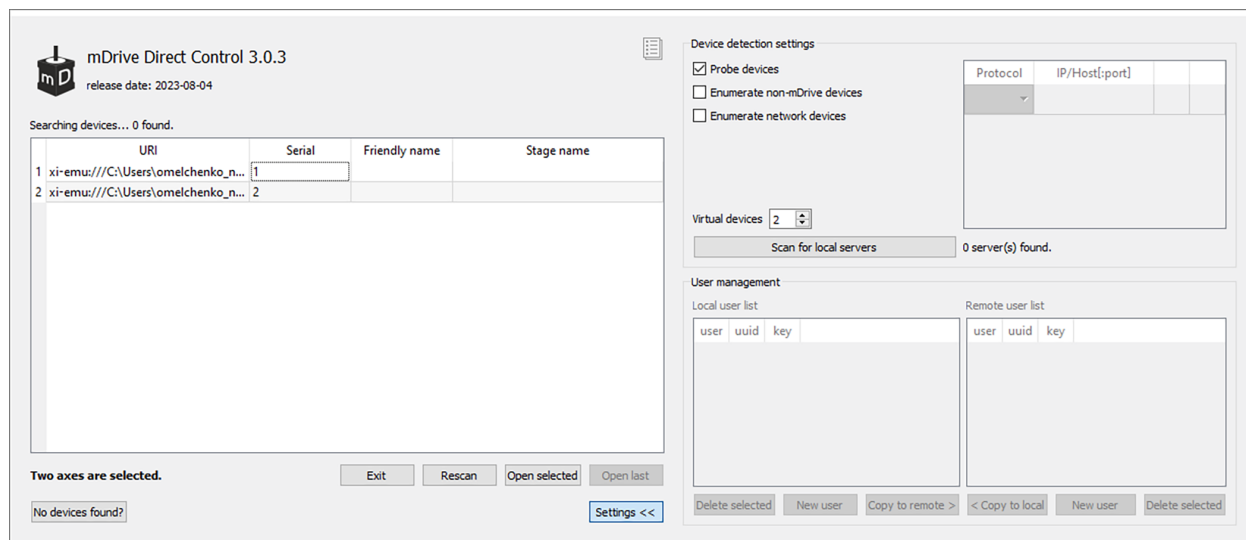 mDrive Direct Control 3.0.3
mD
release date: 2023-08-04
Searching devices... 0 found.
URI Serial Friendly name Stage name
1 xi-emu:///C:\Users\omelchenko_n... 1
2 xi-emu:///C:\Users\omelchenko_n... 2
Two axes are selected.
Exit Rescan Open selected Open last
No devices found? Settings <<
Device detection settings
Probe devices
Enumerate non-mDrive devices
Enumerate network devices
Protocol IP/Host[:port]
Virtual devices 2
Scan for local servers 0 server(s) found.
User management
Local user list Remote user list
user uuid key user uuid key
Delete selected New user Copy to remote > < Copy to local New user Delete selected